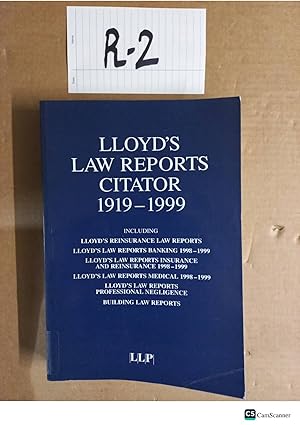 R-2
LLOYD'S
LAW REPORTS
CITATOR
1919-1999
INCLUDING
LLOYD'S REINSURANCE LAW REPORTS
LLOYD'S LAW REPORTS BANKING 1998-1999
LLOYD'S LAW REPORTS INSURANCE
AND REINSURANCE 1998-1999
LLOYD'S LAW REPORTS MEDICAL 1998-1999
LLOYD'S LAW REPORTS
PROFESSIONAL NEGLIGENCE
BUILDING LAW REPORTS
LLP
CS CamScanner